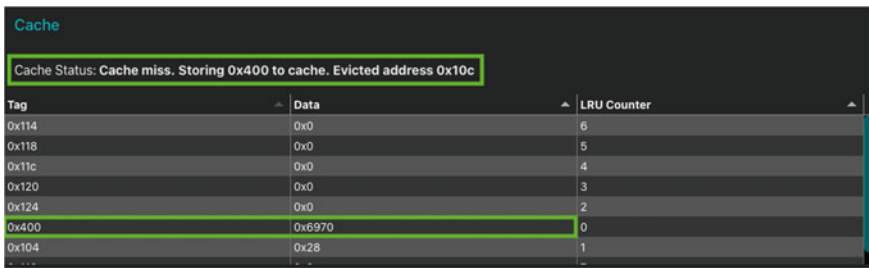 Cache
Cache Status: Cache miss. Storing 0x400 to cache. Evicted address 0x10c
Tag Data LRU Counter
0x114 0x0 6
0x118 0x0 5
0x11c 0x0 4
0x120 0x0 3
0x124 0x0 2
0x400 0x6970 0
0x104 0x28 1